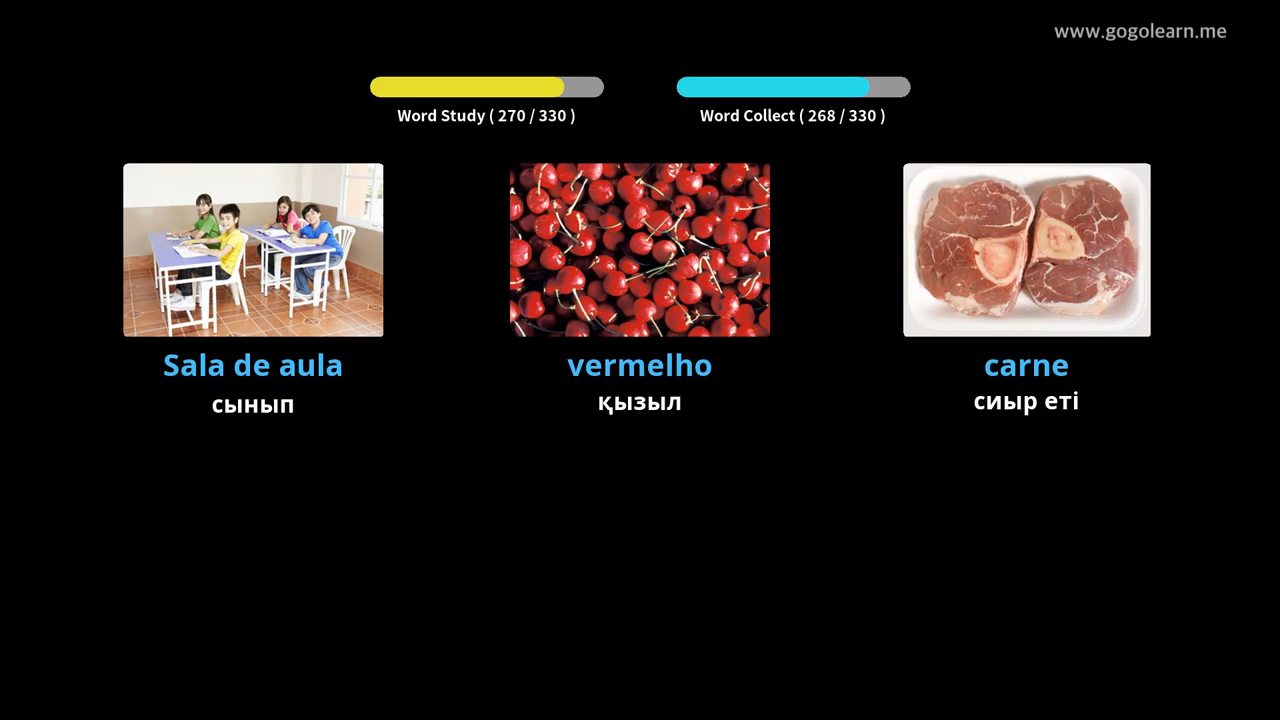 www.gogolearn.me
Word Study ( 270 / 330 )
Word Collect ( 268 / 330 )
Sala de aula
vermelho
carne
сынып
қызыл
сиыр еті